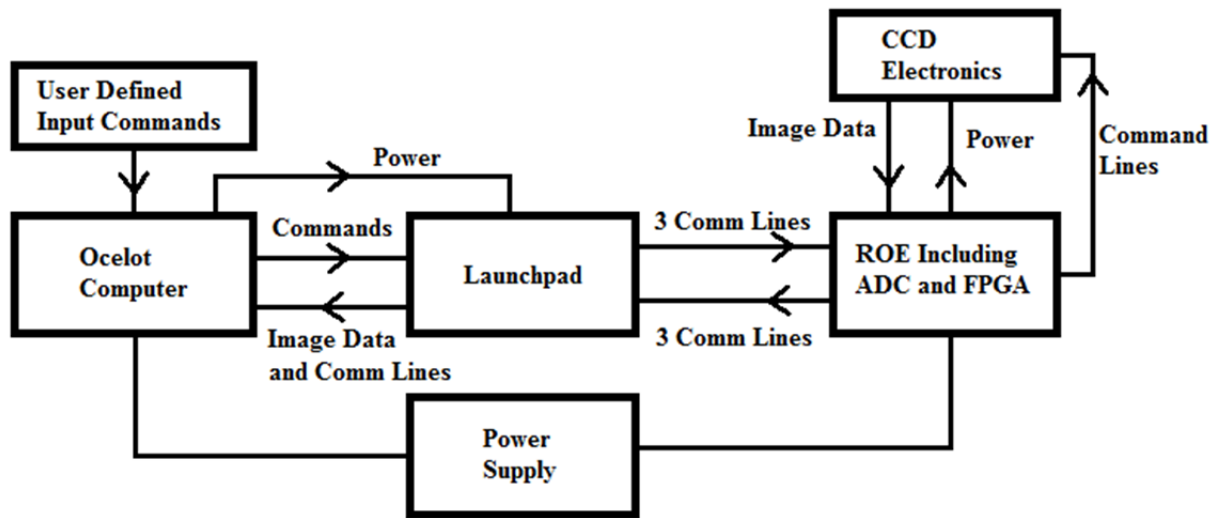 CCD
Electronics
User Defined
Input Commands
Image Data
Power
Command
Lines
Power
Commands
3 Comm Lines
Ocelot
Computer
Launchpad
ROE Including
ADC and FPGA
Image Data
and Comm Lines
3 Comm Lines
Power
Supply